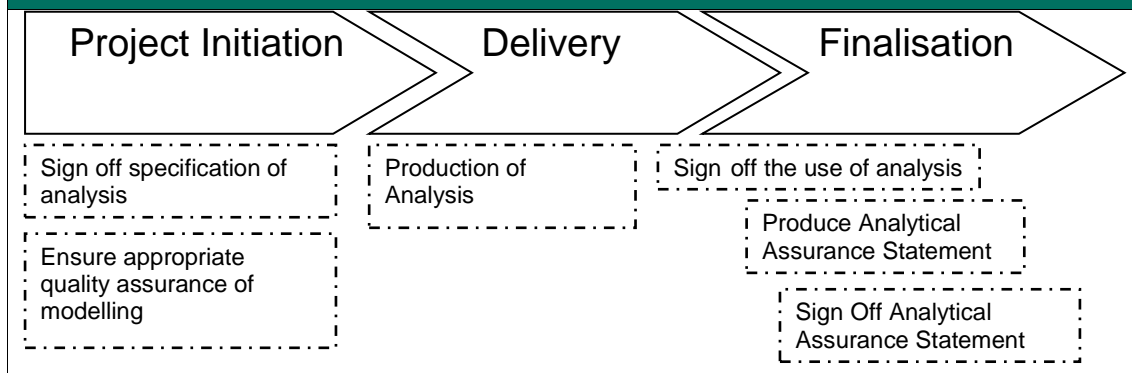 Project Initiation
Delivery
Finalisation
Sign off specification of
analysis
Ensure appropriate
quality assurance of
modelling
Production of
Analysis
Sign off the use of analysis
Produce Analytical
Assurance Statement
Sign Off Analytical
Assurance Statement